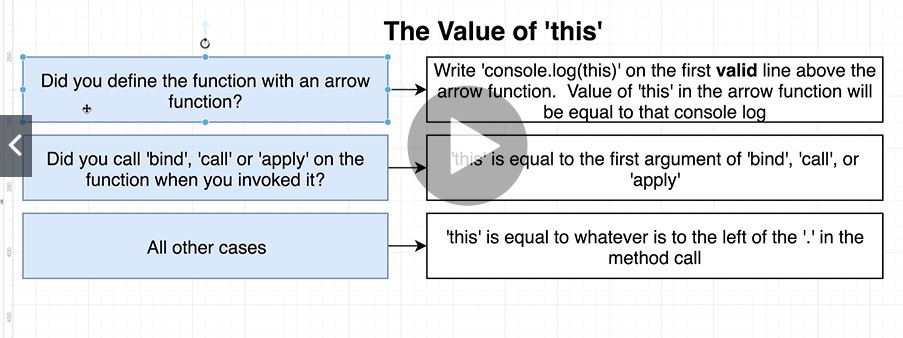 The Value of 'this'
Did you define the function with an arrow
function?
Write 'console.log(this)' on the first valid line above the
arrow function.  Value of 'this' in the arrow function will
be equal to that console log
Did you call 'bind', 'call' or 'apply' on the
function when you invoked it?
'this' is equal to the first argument of 'bind', 'call', or
'apply'
All other cases
'this' is equal to whatever is to the left of the '.' in the
method call